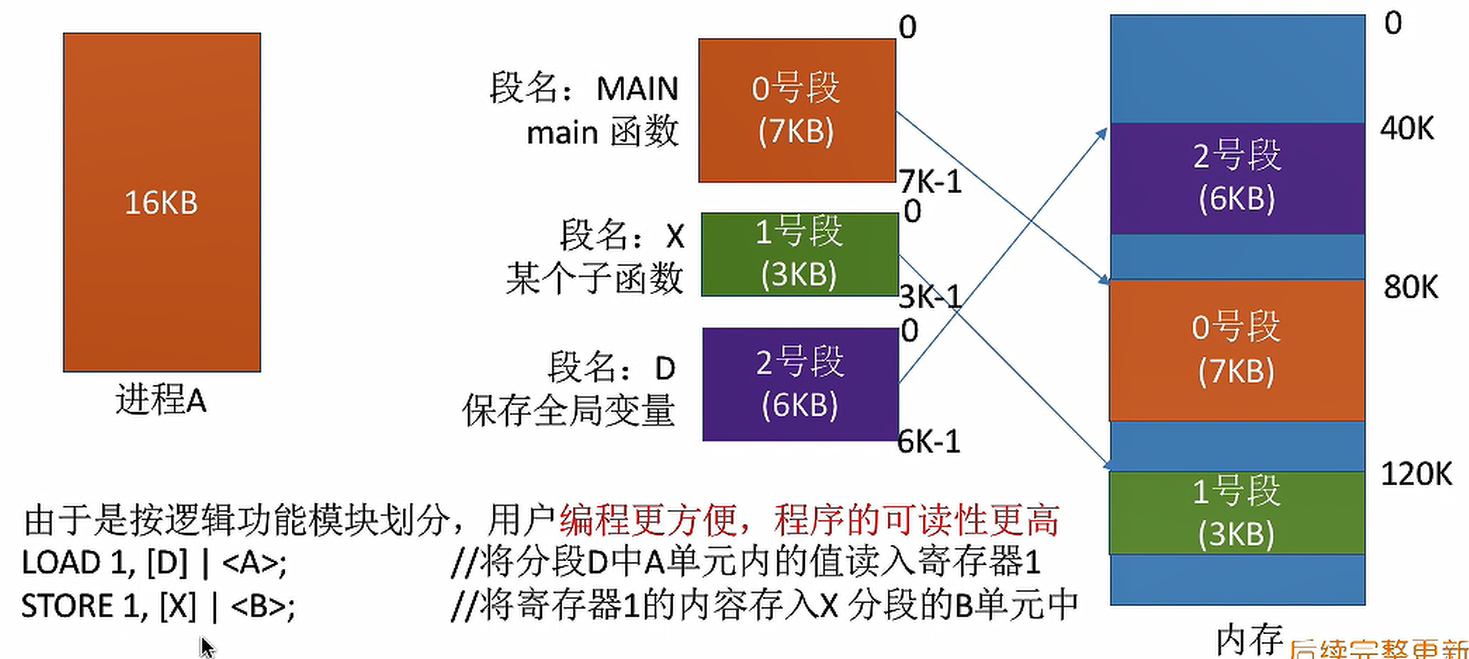 16KB
进程A
段名：MAIN
main 函数
0号段
(7KB)
0
7K-1
段名：X
某个子函数
1号段
(3KB)
0
3K-1
段名：D
保存全局变量
2号段
(6KB)
0
6K-1
0
40K
2号段
(6KB)
80K
0号段
(7KB)
120K
1号段
(3KB)
内存
由于是按逻辑功能模块划分，用户编程更方便，程序的可读性更高
LOAD 1, [D] | <A>; //将分段D中A单元内的值读入寄存器1
STORE 1, [X] | <B>; //将寄存器1的内容存入X 分段的B单元中
后续完整更新